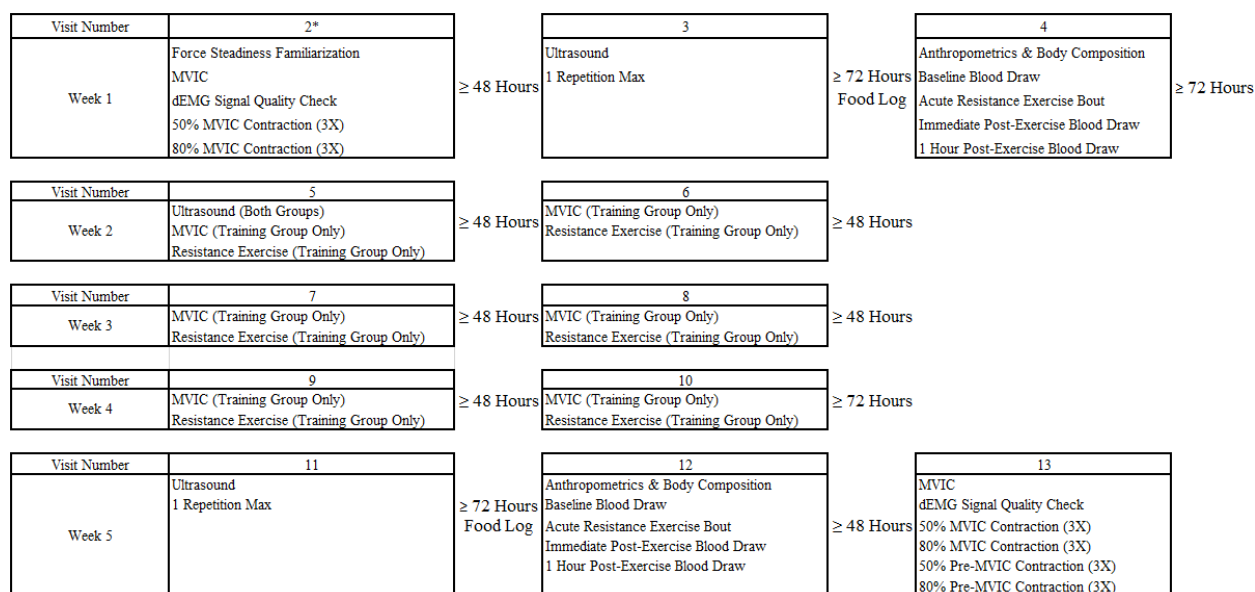 Visit Number 2* 3 4
Week 1
Force Steadiness Familiarization
MVIC
dEMG Signal Quality Check
50% MVIC Contraction (3X)
80% MVIC Contraction (3X)
≥ 48 Hours
Ultrasound
1 Repetition Max
≥ 72 Hours
Food Log
Anthropometrics & Body Composition
Baseline Blood Draw
Acute Resistance Exercise Bout
Immediate Post-Exercise Blood Draw
1 Hour Post-Exercise Blood Draw
≥ 72 Hours
Visit Number 5 6
Week 2
Ultrasound (Both Groups)
MVIC (Training Group Only)
Resistance Exercise (Training Group Only)
≥ 48 Hours
MVIC (Training Group Only)
Resistance Exercise (Training Group Only)
≥ 48 Hours
Visit Number 7 8
Week 3
MVIC (Training Group Only)
Resistance Exercise (Training Group Only)
≥ 48 Hours
MVIC (Training Group Only)
Resistance Exercise (Training Group Only)
≥ 48 Hours
Visit Number 9 10
Week 4
MVIC (Training Group Only)
Resistance Exercise (Training Group Only)
≥ 48 Hours
MVIC (Training Group Only)
Resistance Exercise (Training Group Only)
≥ 72 Hours
Visit Number 11 12 13
Week 5
Ultrasound
1 Repetition Max
≥ 72 Hours
Food Log
Anthropometrics & Body Composition
Baseline Blood Draw
Acute Resistance Exercise Bout
Immediate Post-Exercise Blood Draw
1 Hour Post-Exercise Blood Draw
≥ 48 Hours
MVIC
dEMG Signal Quality Check
50% MVIC Contraction (3X)
80% MVIC Contraction (3X)
50% Pre-MVIC Contraction (3X)
80% Pre-MVIC Contraction (3X)